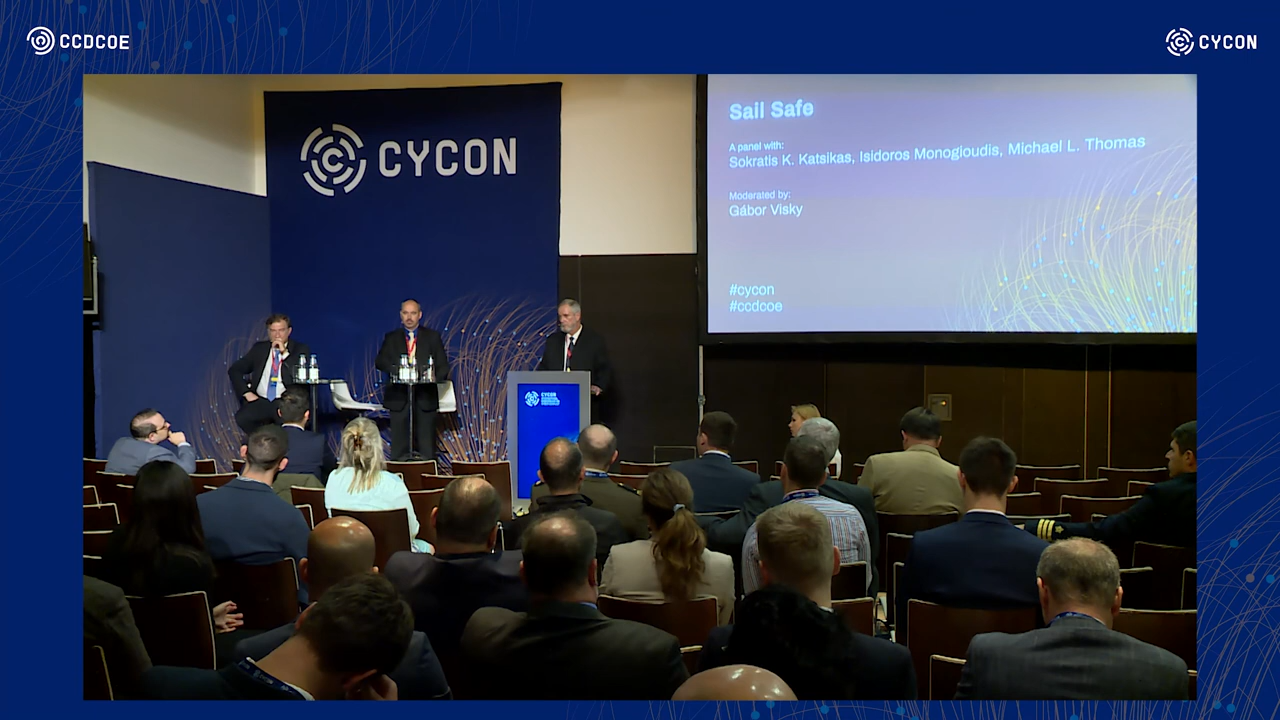 CCDCOE
CYCON
CYCON
Sail Safe
A panel with:
Sokratis K. Katsikas, Isidoros Monogioudis, Michael L. Thomas
Moderated by:
Gábor Visky
#cycon
#ccdcoe
CYCON